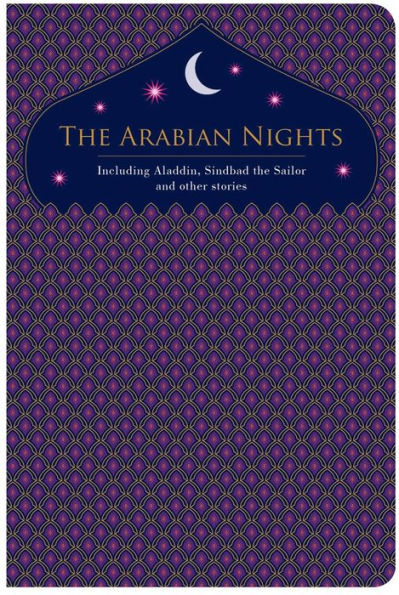 THE ARABIAN NIGHTS
Including Aladdin, Sindbad the Sailor
and other stories